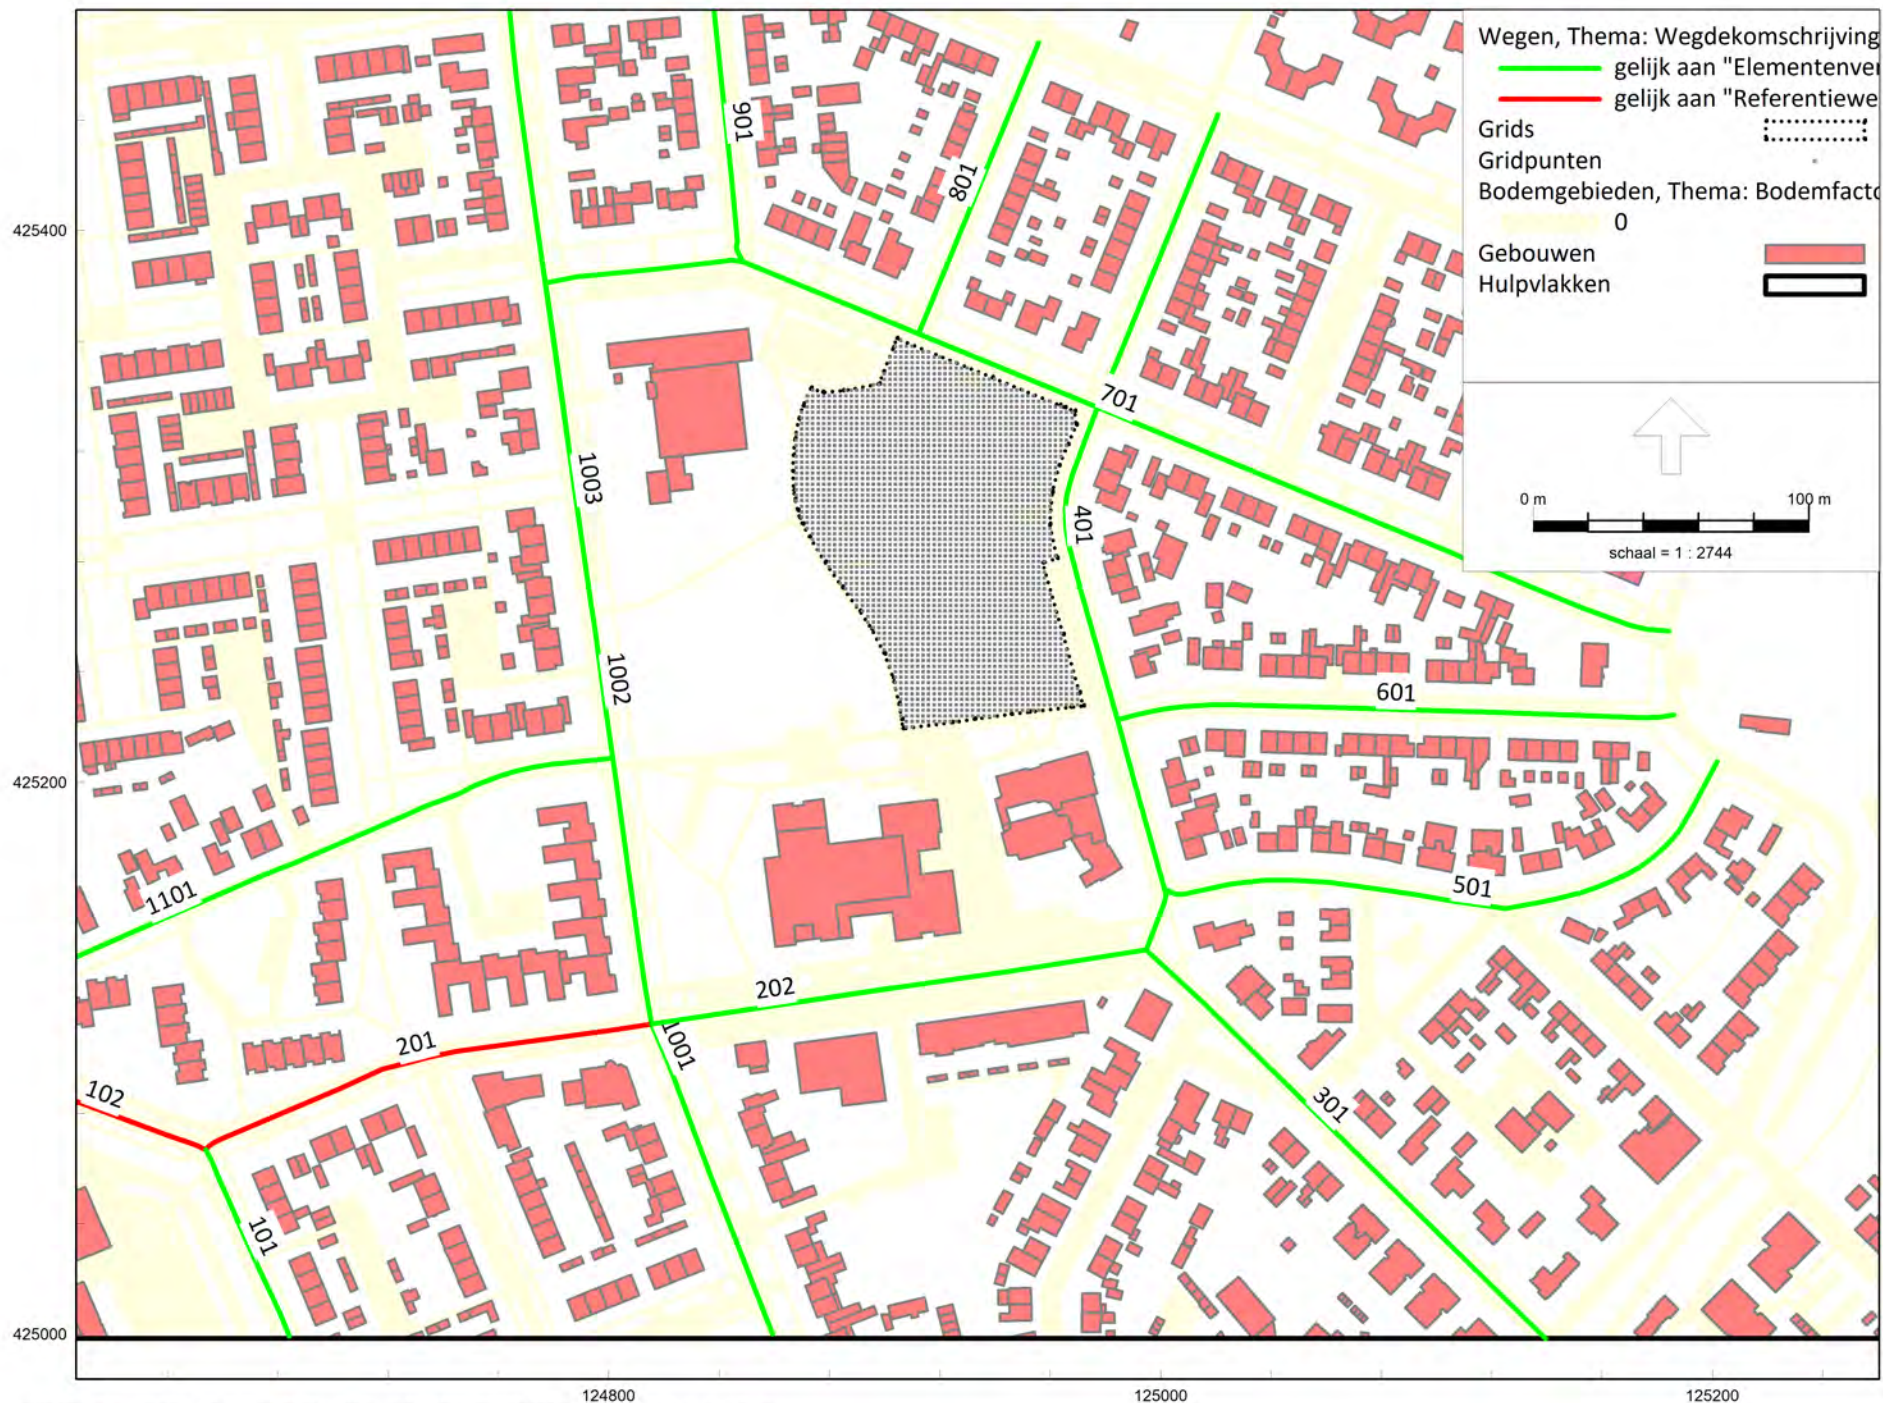 Wegen, Thema: Wegdekomschrijving
gelijk aan "Elementenver
gelijk aan "Referentiewe
Grids
Gridpunten
Bodemgebieden, Thema: Bodemfacto
0
Gebouwen
Hulpvlakken
0 m 100 m
schaal = 1 : 2744
901
801
425400
701
1003
401
1002
601
425200
501
1101
202
201
1001
102
301
101
425000
124800 125000 125200